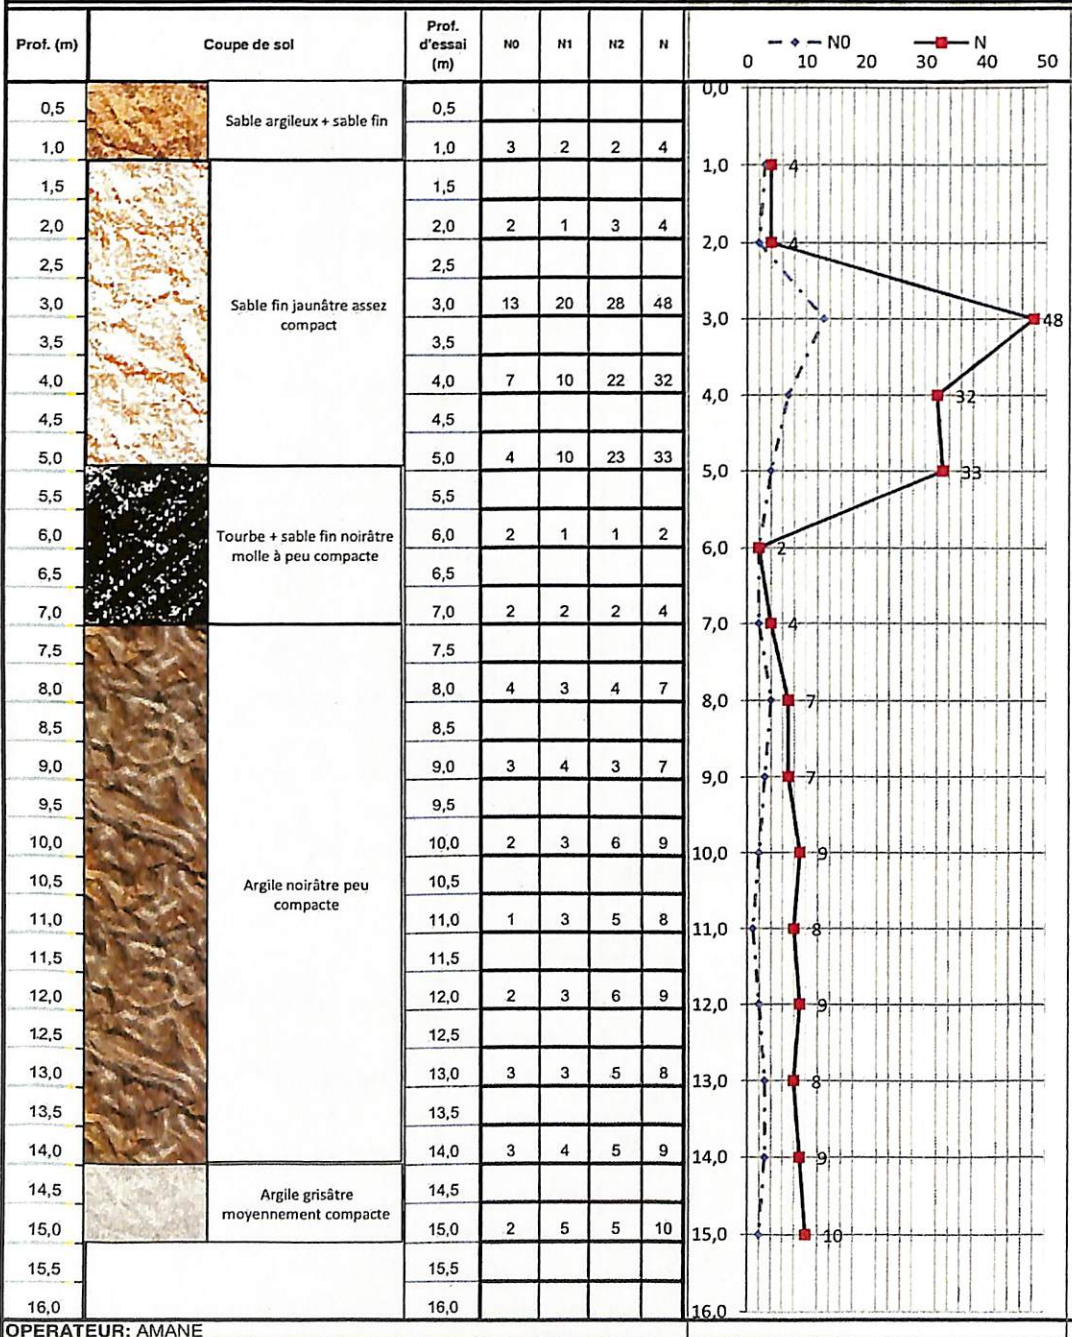 Prof. (m) Coupe de sol Prof. d'essai (m) N0 N1 N2 N
N0 N
0 10 20 30 40 50
0,0
0,5 0,5
Sable argileux + sable fin
1,0 1,0 3 2 2 4 1,0 4
1,5 1,5
2,0 2,0 2 1 3 4 2,0 4
2,5 2,5
3,0 Sable fin jaunâtre assez compact 3,0 13 20 28 48 3,0 48
3,5 3,5
4,0 4,0 7 10 22 32 4,0 32
4,5 4,5
5,0 5,0 4 10 23 33 5,0 33
5,5 5,5
6,0 Tourbe + sable fin noirâtre molle à peu compacte 6,0 2 1 1 2 6,0 2
6,5 6,5
7,0 7,0 2 2 2 4 7,0 4
7,5 7,5
8,0 8,0 4 3 4 7 8,0 7
8,5 8,5
9,0 9,0 3 4 3 7 9,0 7
9,5 9,5
10,0 10,0 2 3 6 9 10,0 9
10,5 Argile noirâtre peu compacte 10,5
11,0 11,0 1 3 5 8 11,0 8
11,5 11,5
12,0 12,0 2 3 6 9 12,0 9
12,5 12,5
13,0 13,0 3 3 5 8 13,0 8
13,5 13,5
14,0 14,0 3 4 5 9 14,0 9
14,5 Argile grisâtre moyennement compacte 14,5
15,0 15,0 2 5 5 10 15,0 10
15,5 15,5
16,0 16,0 16,0
OPERATEUR: AMANE